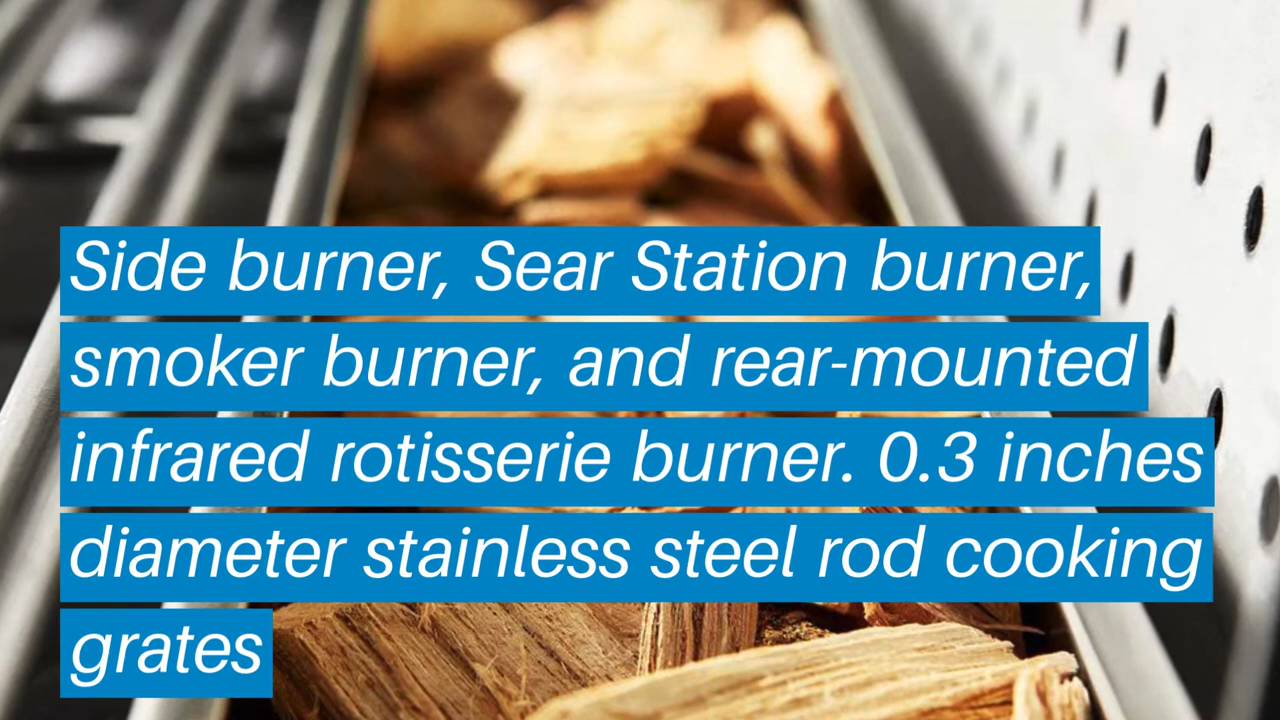 Side burner, Sear Station burner,
smoker burner, and rear-mounted
infrared rotisserie burner. 0.3 inches
diameter stainless steel rod cooking
grates